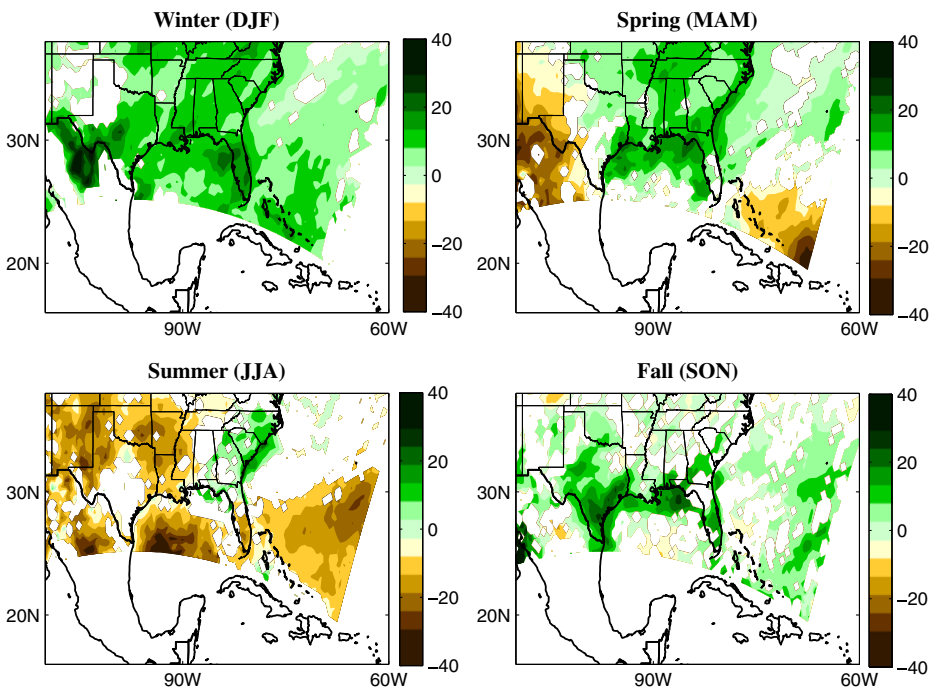 Winter (DJF)
Spring (MAM)
30N
20N
90W
60W
40
20
0
−20
−40
30N
20N
90W
60W
40
20
0
−20
−40
Summer (JJA)
Fall (SON)
30N
20N
90W
60W
40
20
0
−20
−40
30N
20N
90W
60W
40
20
0
−20
−40